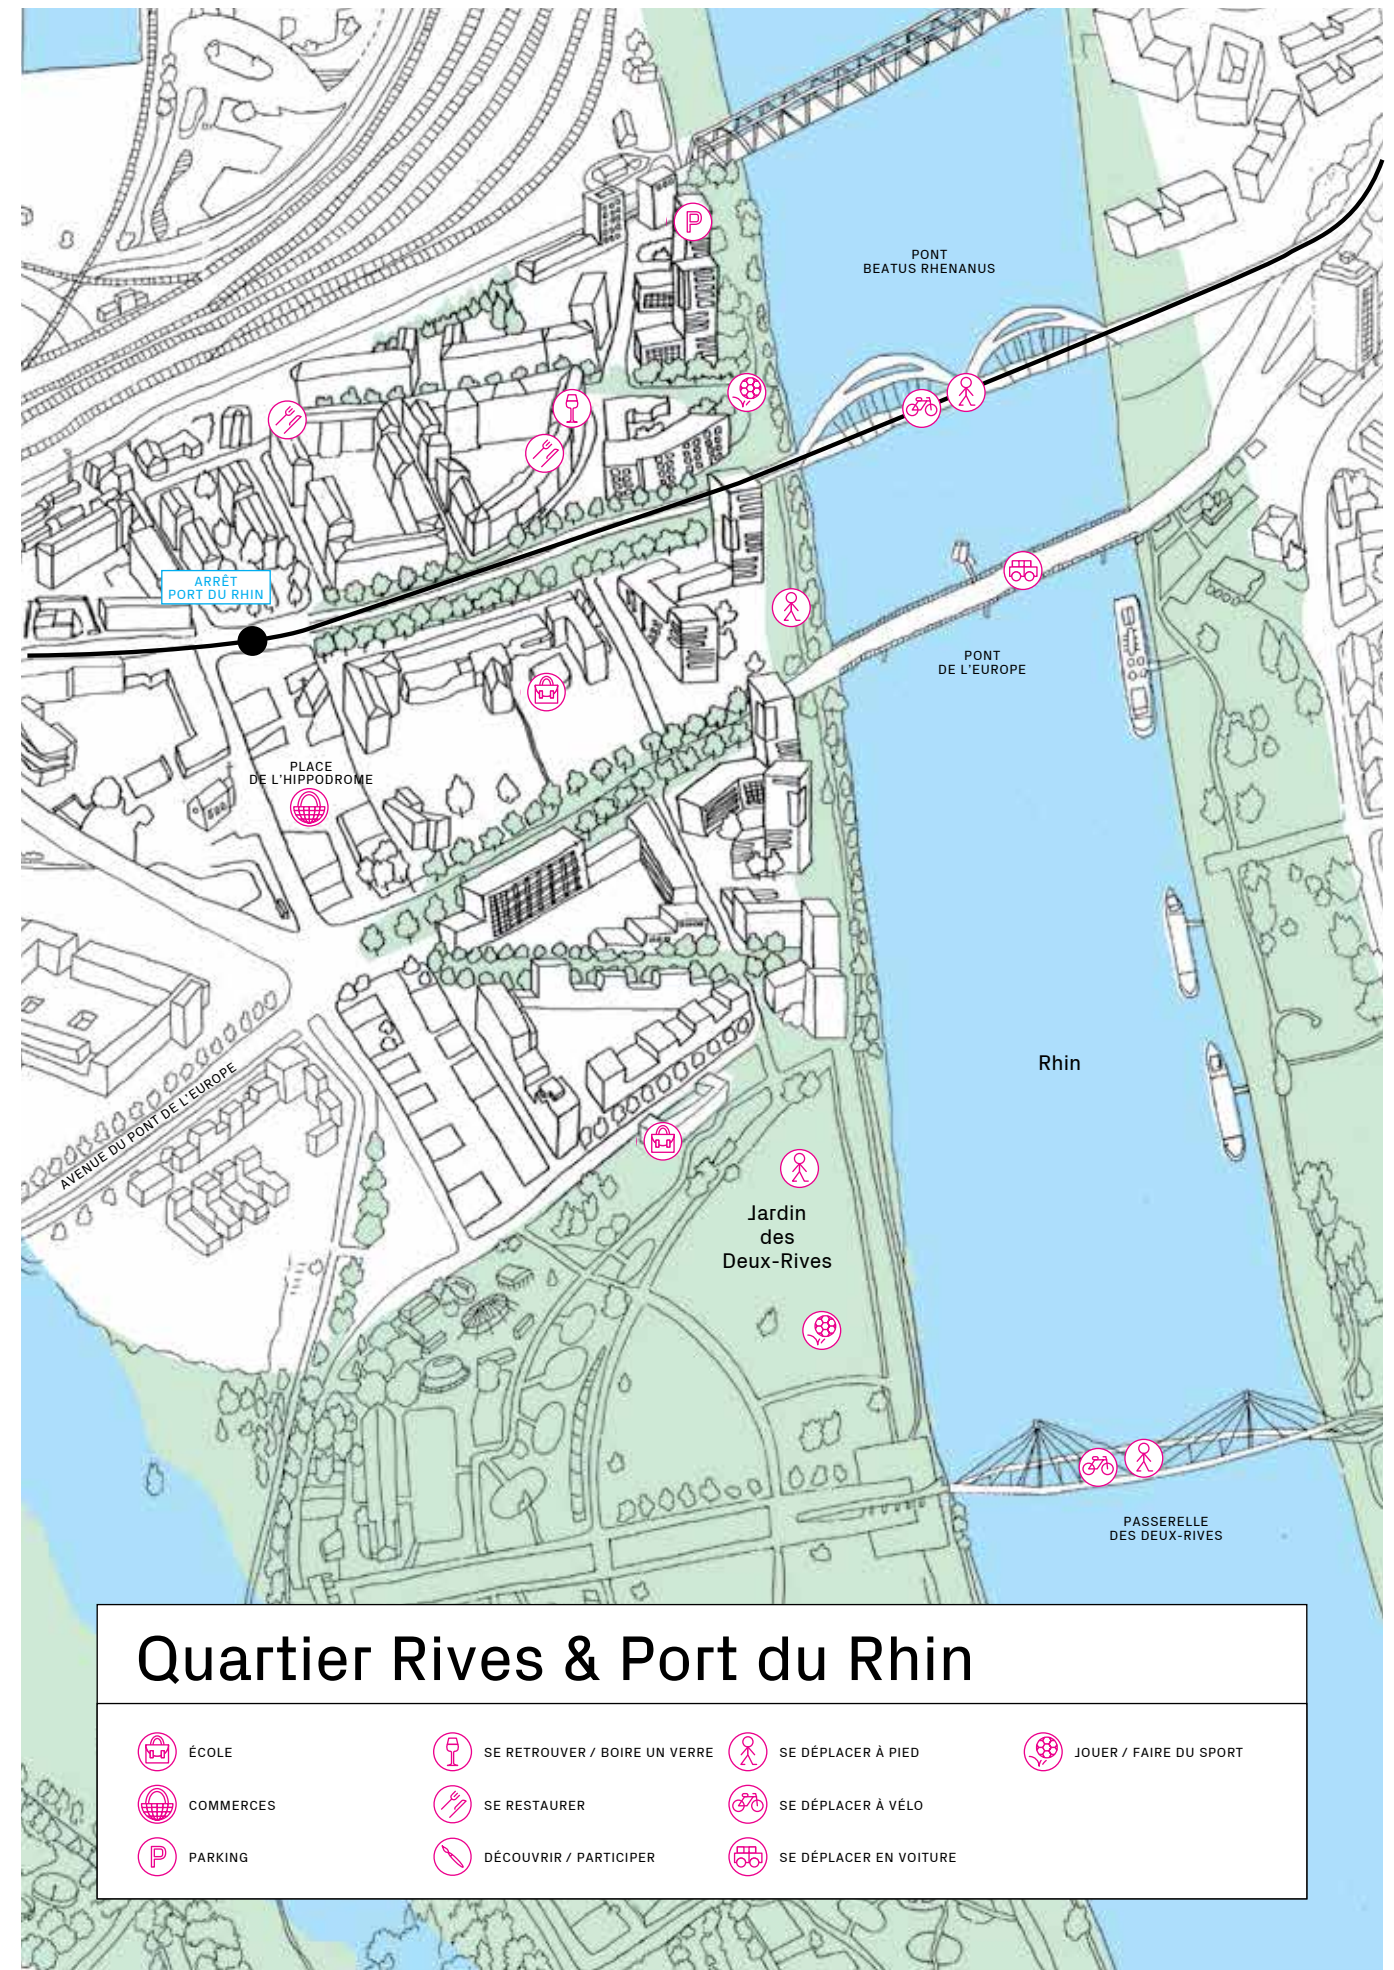 PONT
BEATUS RHENANUS
ARRÊT
PORT DU RHIN
PONT
DE L'EUROPE
PLACE
DE L'HIPPODROME
Rhin
AVENUE DU PONT DE L'EUROPE
Jardin
des
Deux-Rives
PASSERELLE
DES DEUX-RIVES
Quartier Rives & Port du Rhin
ÉCOLE
COMMERCES
P PARKING
SE RETROUVER / BOIRE UN VERRE
SE RESTAURER
DÉCOUVRIR / PARTICIPER
SE DÉPLACER À PIED
SE DÉPLACER À VÉLO
SE DÉPLACER EN VOITURE
JOUER / FAIRE DU SPORT
P